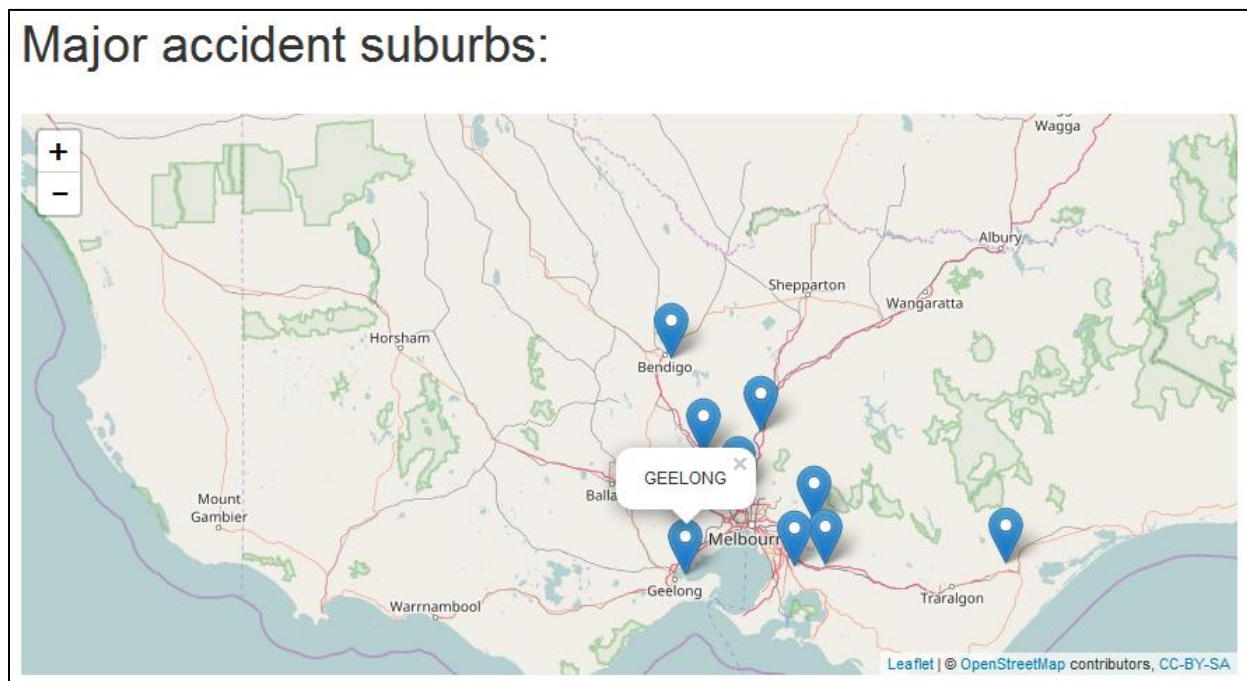 Major accident suburbs:
+
−
Wagga
Albury
Shepparton
Wangaratta
Horsham
Bendigo
GEELONG
×
Balla
Mount
Gambier
Melbourn
Geelong
Traralgon
Warrnambool
Leaflet | © OpenStreetMap contributors, CC-BY-SA